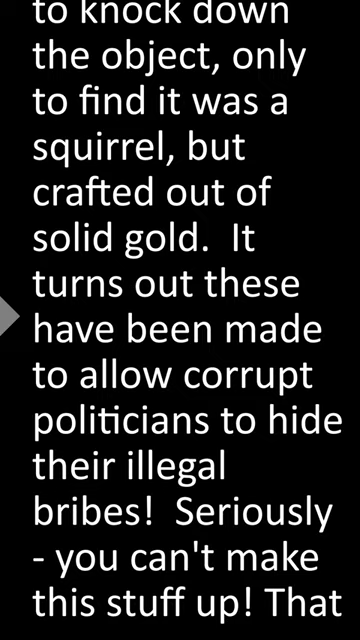 to knock down
the object, only
to find it was a
squirrel, but
crafted out of
solid gold.  It
turns out these
have been made
to allow corrupt
politicians to hide
their illegal
bribes!  Seriously
- you can't make
this stuff up! That